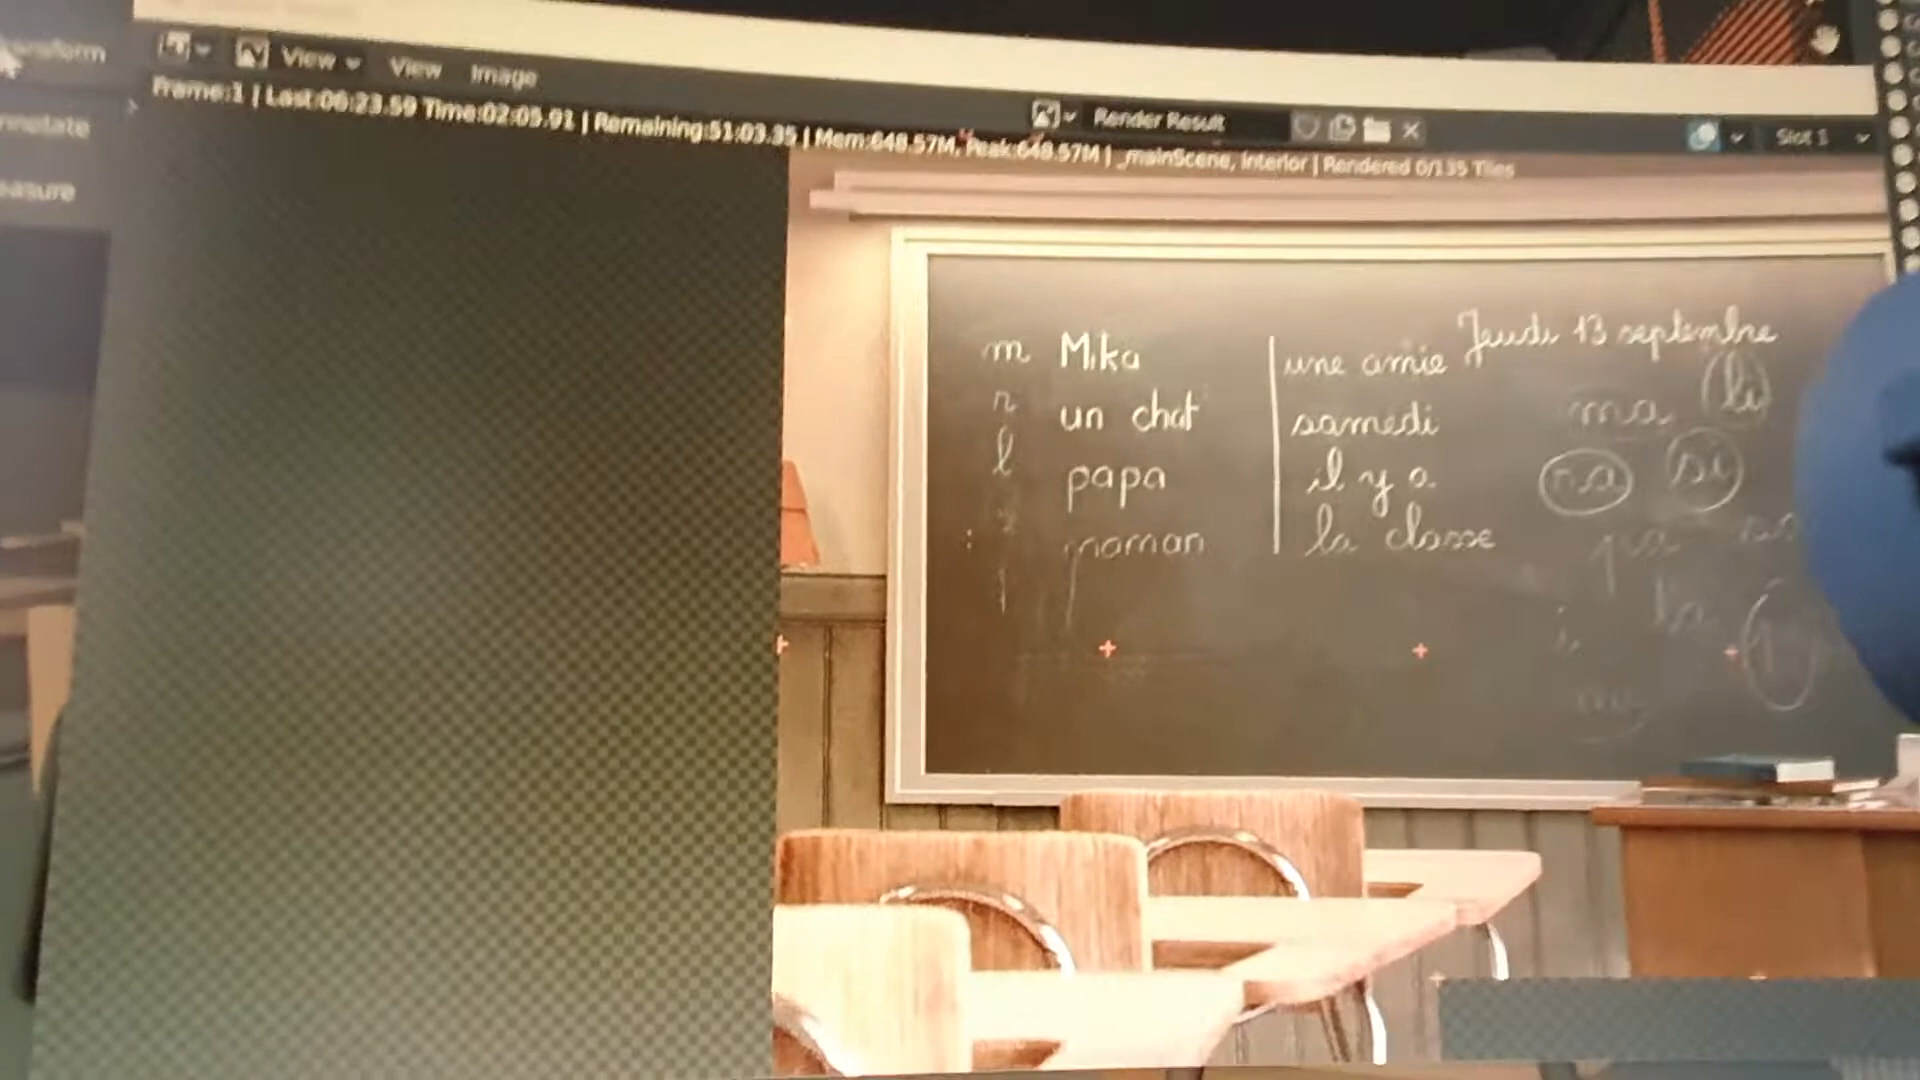 View View Image
Render Result
Slot 1
Frame:1 | Last:06:23.59 Time:02:05.91 | Remaining:51:03.35 | Mem:648.57M, Peak:648.57M | _mainScene, interior | Rendered 0/135 Tiles
easure
Jeudi 13 septembre
m Mika une amie
r un chat samedi
l papa il y a
maman la classe
ma li
ra si